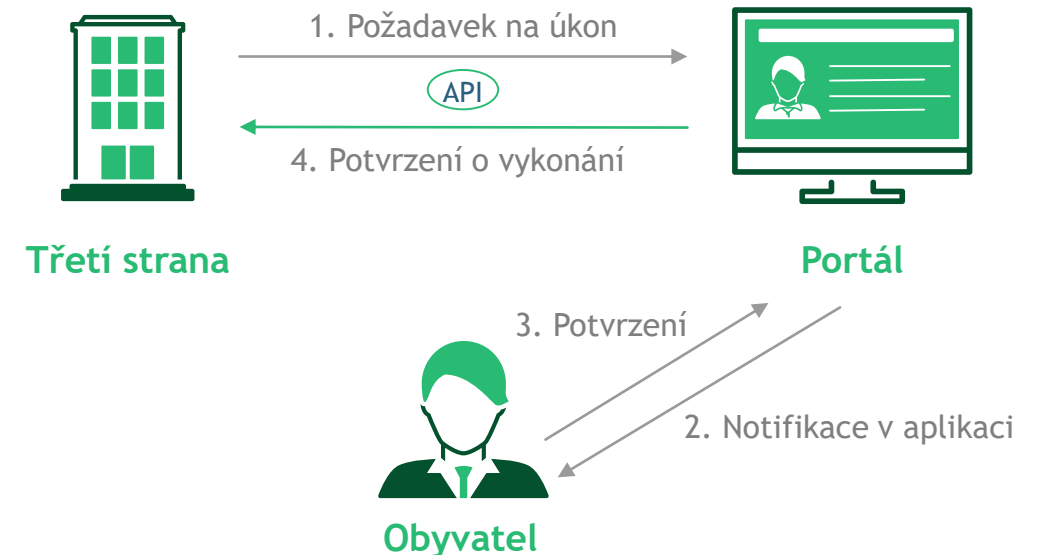 1. Požadavek na úkon
API
4. Potvrzení o vykonání
Třetí strana
Portál
3. Potvrzení
2. Notifikace v aplikaci
Obyvatel